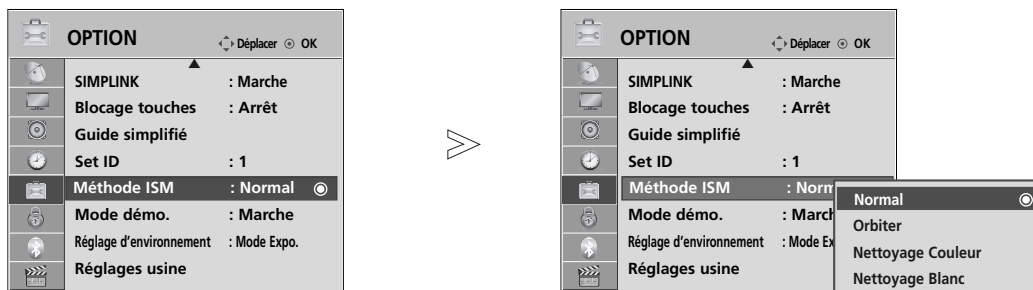 OPTION Déplacer OK
SIMPLINK : Marche
Blocage touches : Arrêt
Guide simplifié
Set ID : 1
Méthode ISM : Normal
Mode démo. : Marche
Réglage d'environnement : Mode Expo.
Réglages usine
OPTION Déplacer OK
SIMPLINK : Marche
Blocage touches : Arrêt
Guide simplifié
Set ID : 1
Méthode ISM : Norm
Mode démo. : March
Réglage d'environnement : Mode Ex
Réglages usine
Normal
Orbiter
Nettoyage Couleur
Nettoyage Blanc